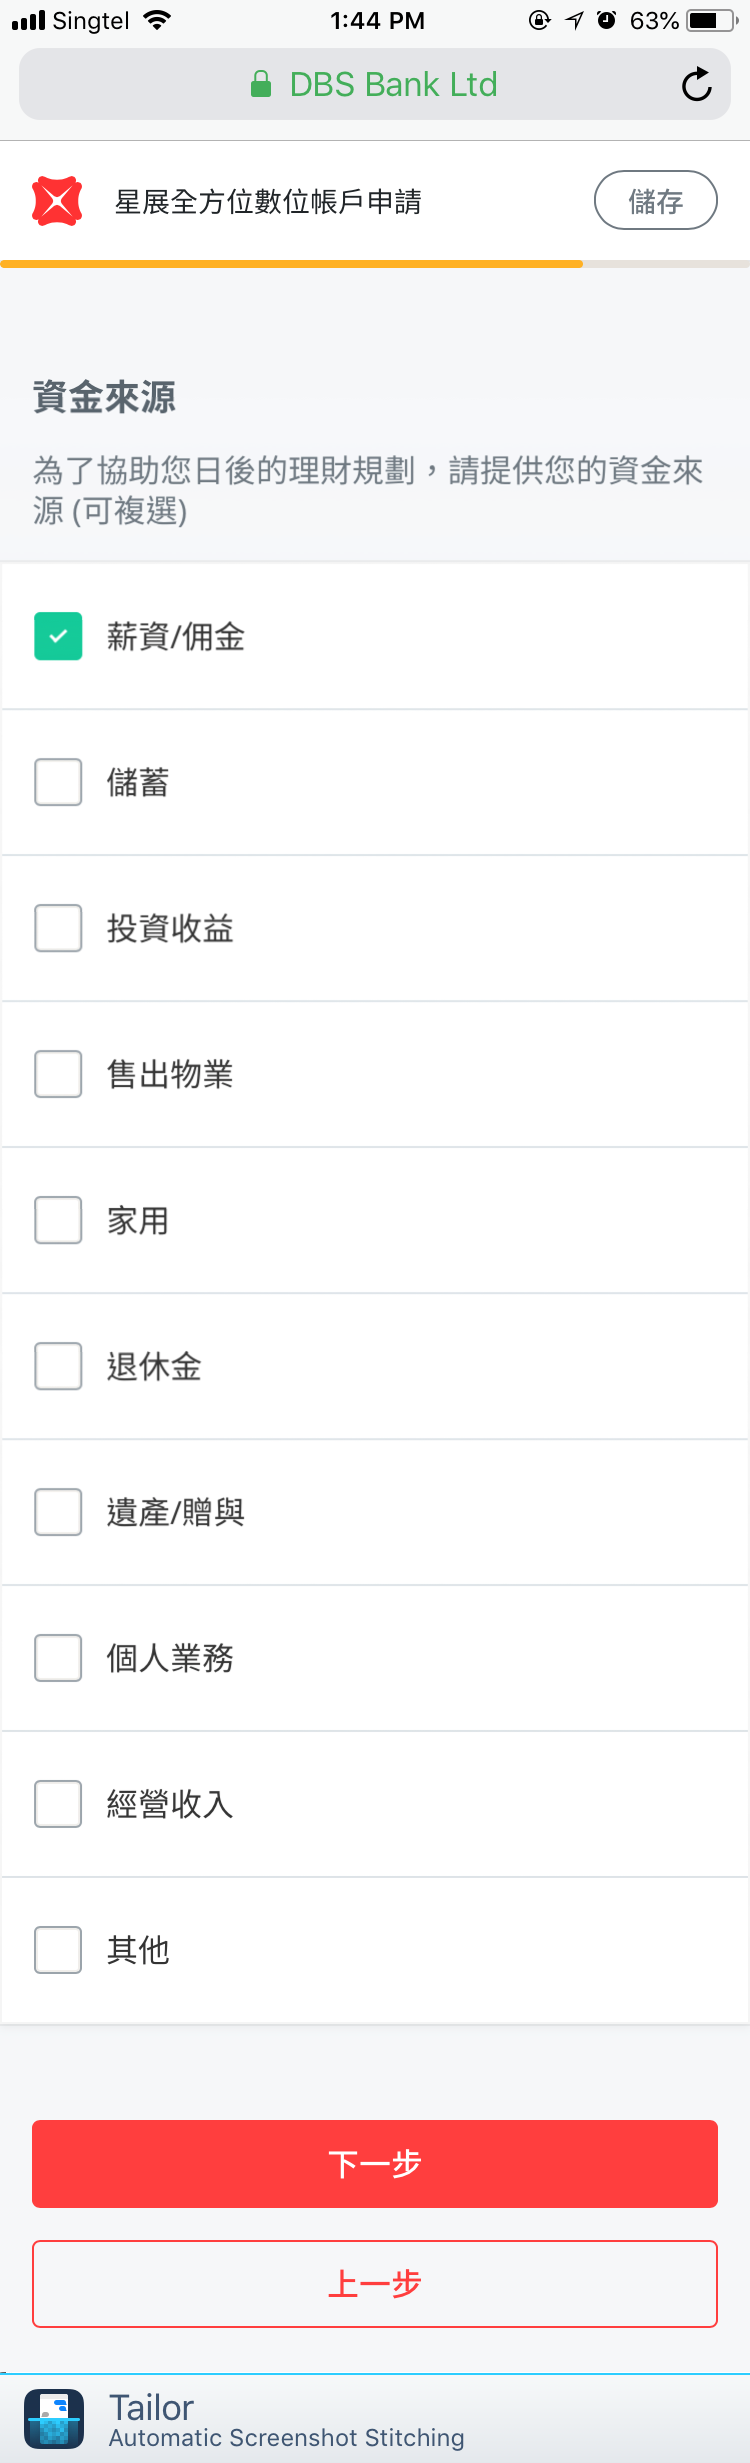 Singtel 1:44 PM 63%
DBS Bank Ltd
星展全方位數位帳戶申請 儲存
資金來源
為了協助您日後的理財規劃，請提供您的資金來
源 (可複選)
薪資/佣金
儲蓄
投資收益
售出物業
家用
退休金
遺產/贈與
個人業務
經營收入
其他
下一步
上一步
Tailor
Automatic Screenshot Stitching